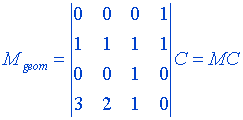 M_geom = |0 0 0 1; 1 1 1 1; 0 0 1 0; 3 2 1 0| C = MC